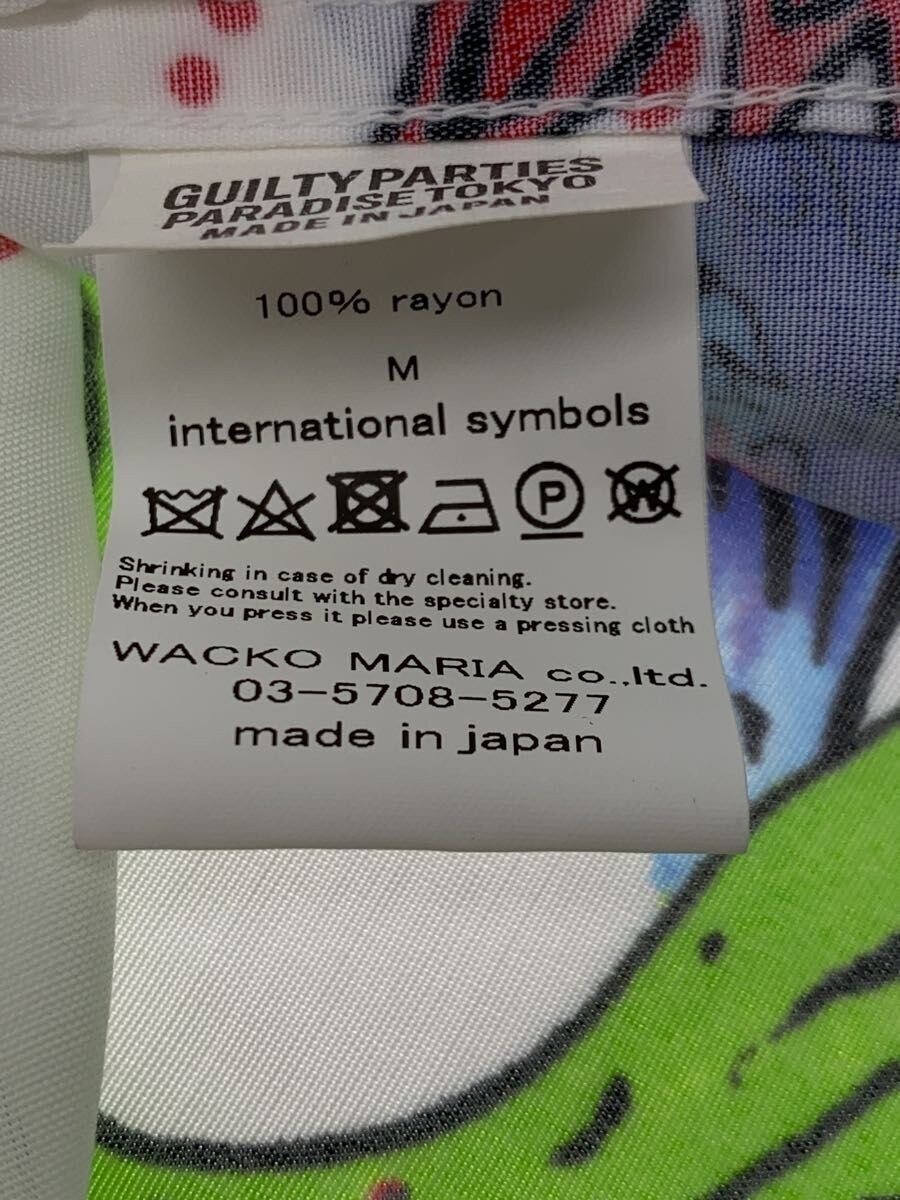 GUILTY PARTIES
PARADISE TOKYO
MADE IN JAPAN
100% rayon
M
international symbols
P W
Shrinking in case of dry cleaning.
Please consult with the specialty store.
When you press it please use a pressing cloth
WACKO MARIA co.,ltd.
03-5708-5277
made in japan